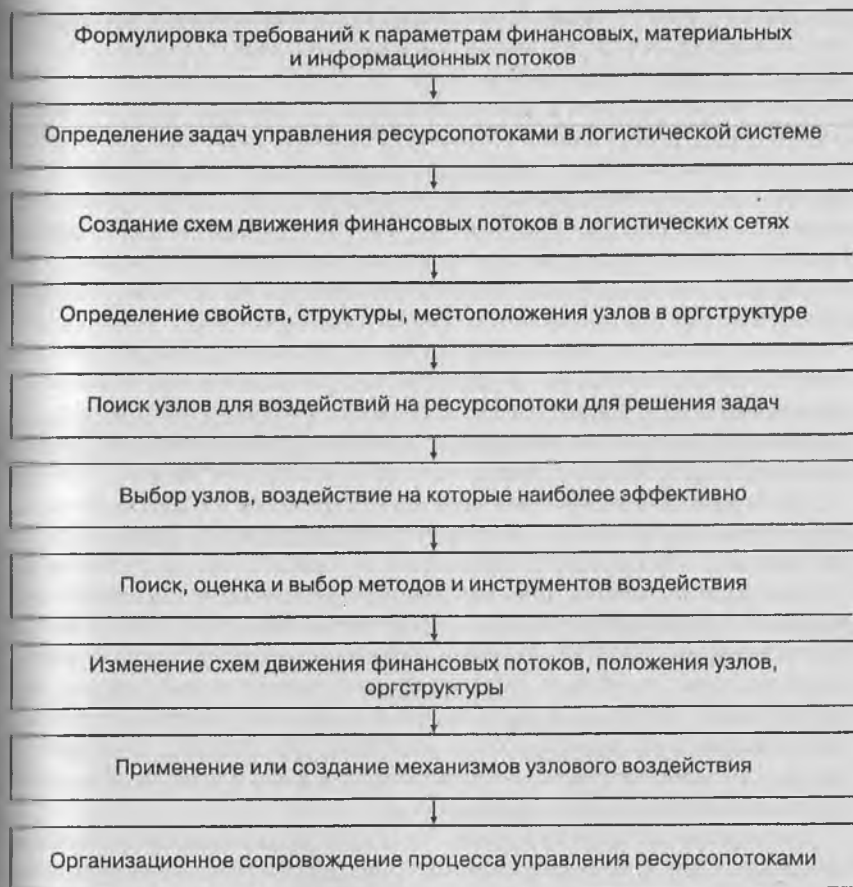 Формулировка требований к параметрам финансовых, материальных
и информационных потоков
Определение задач управления ресурсопотоками в логистической системе
Создание схем движения финансовых потоков в логистических сетях
Определение свойств, структуры, местоположения узлов в оргструктуре
Поиск узлов для воздействий на ресурсопотоки для решения задач
Выбор узлов, воздействие на которые наиболее эффективно
Поиск, оценка и выбор методов и инструментов воздействия
Изменение схем движения финансовых потоков, положения узлов,
оргструктуры
Применение или создание механизмов узлового воздействия
Организационное сопровождение процесса управления ресурсопотоками